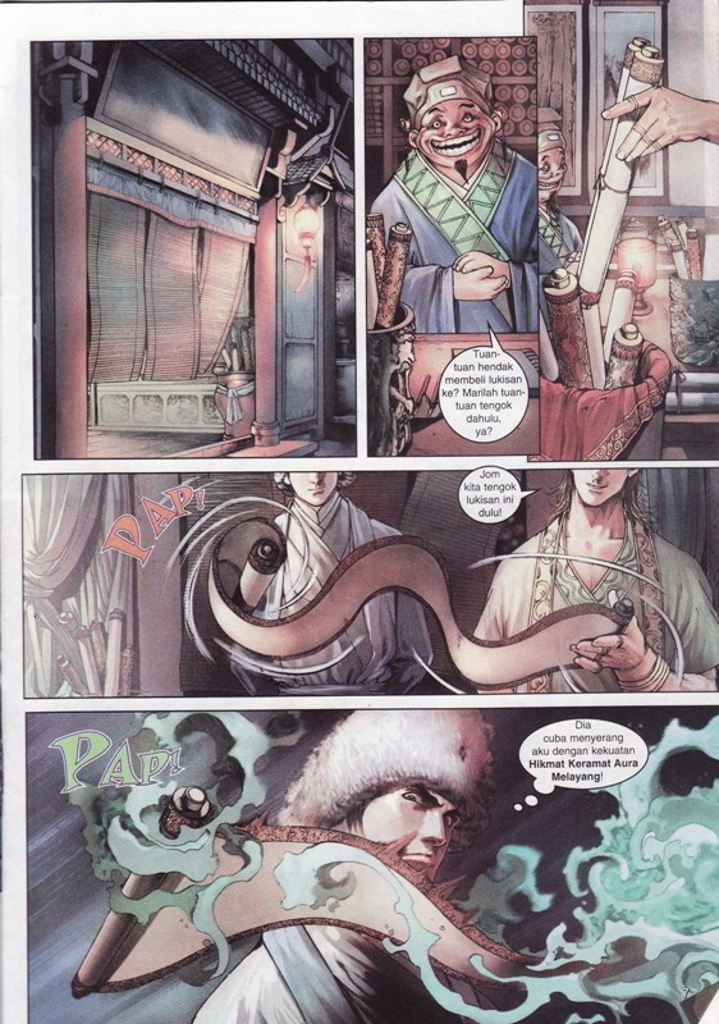 Tuan-
tuan hendak
membeli lukisan
ke? Marilah tuan-
tuan tengok
dahulu,
ya?
PAP!
Jom
kita tengok
lukisan ini
dulu!
PAP!
Dia
cuba menyerang
aku dengan kekuatan
Hikmat Keramat Aura
Melayang!
7